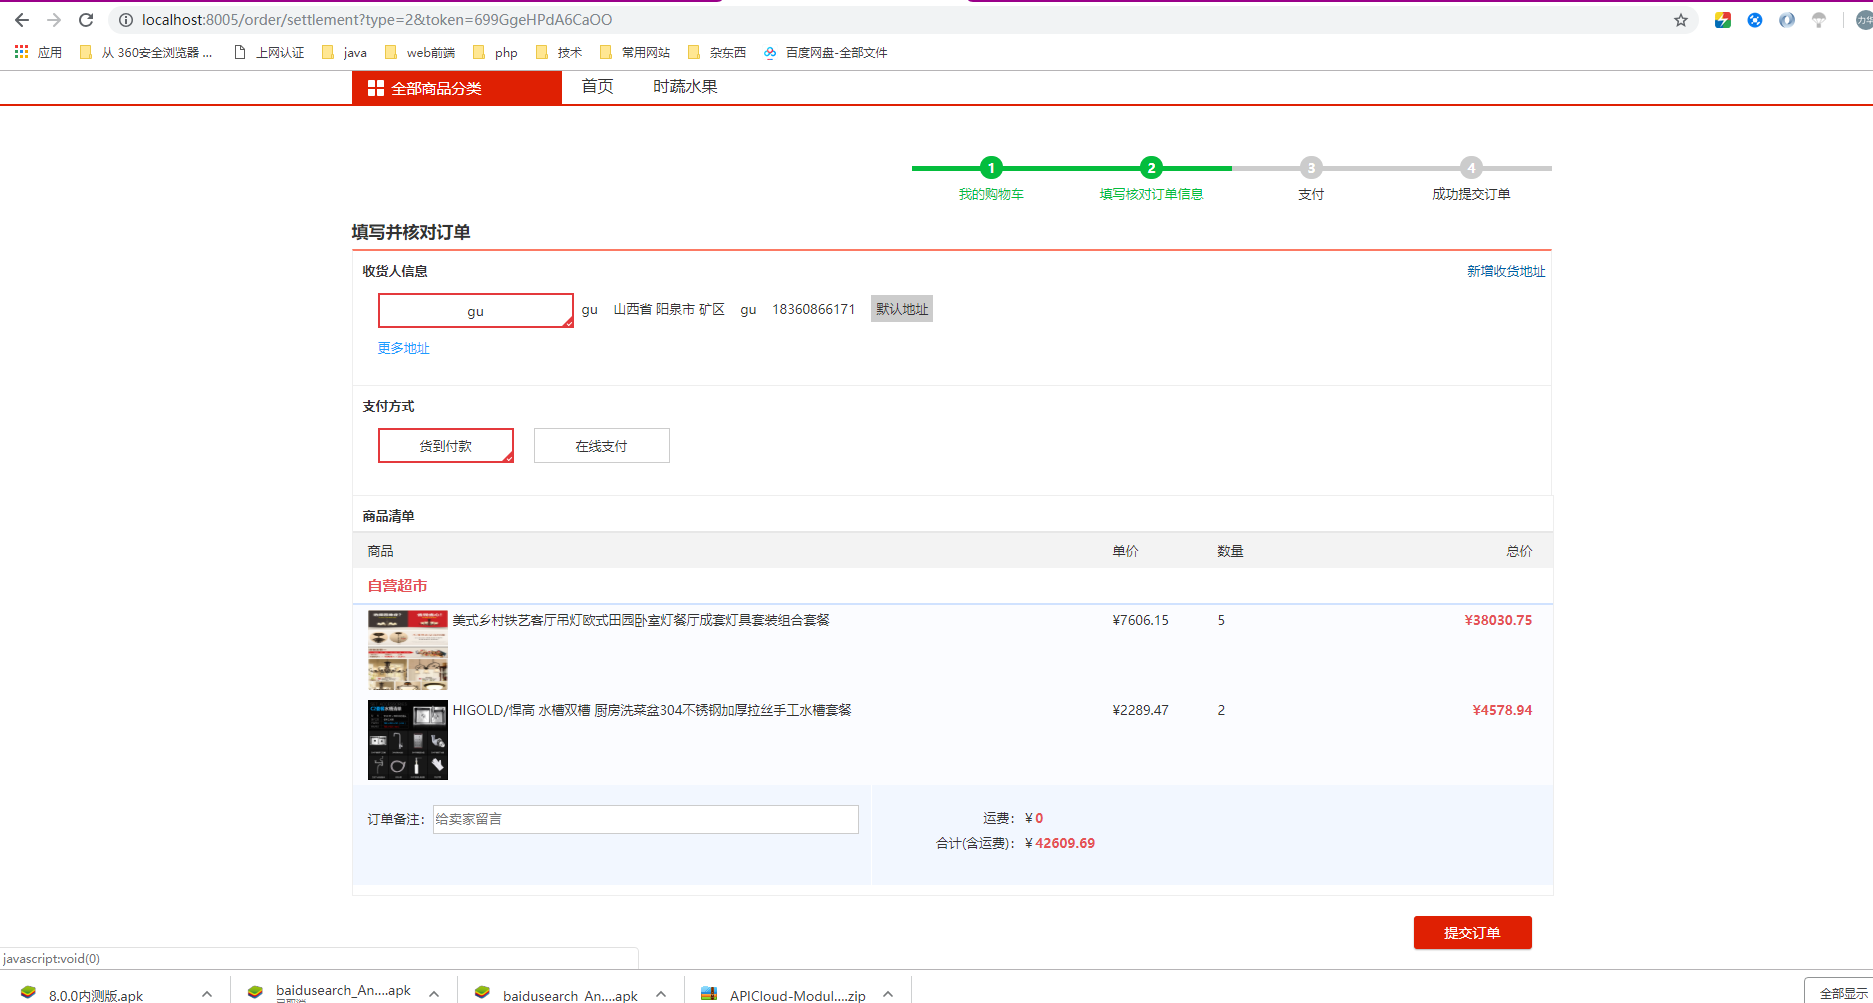 localhost:8005/order/settlement?type=2&token=699GgeHPdA6CaOO
应用 从 360安全浏览器 ... 上网认证 java web前端 php 技术 常用网站 杂东西 百度网盘-全部文件
全部商品分类 首页 时蔬水果
1 2 3 4
我的购物车 填写核对订单信息 支付 成功提交订单
填写并核对订单
收货人信息 新增收货地址
gu gu 山西省 阳泉市 矿区 gu 18360866171 默认地址
更多地址
支付方式
货到付款 在线支付
商品清单
商品 单价 数量 总价
自营超市
美式乡村铁艺客厅吊灯欧式田园卧室灯餐厅成套灯具套装组合套餐 ¥7606.15 5 ¥38030.75
HIGOLD/悍高 水槽双槽 厨房洗菜盆304不锈钢加厚拉丝手工水槽套餐 ¥2289.47 2 ¥4578.94
订单备注: 给卖家留言 运费: ¥ 0
合计(含运费): ¥ 42609.69
提交订单
javascript:void(0)
8.0.0内测版.apk baidusearch_An....apk baidusearch_An....apk APICloud-Modul....zip 全部显示